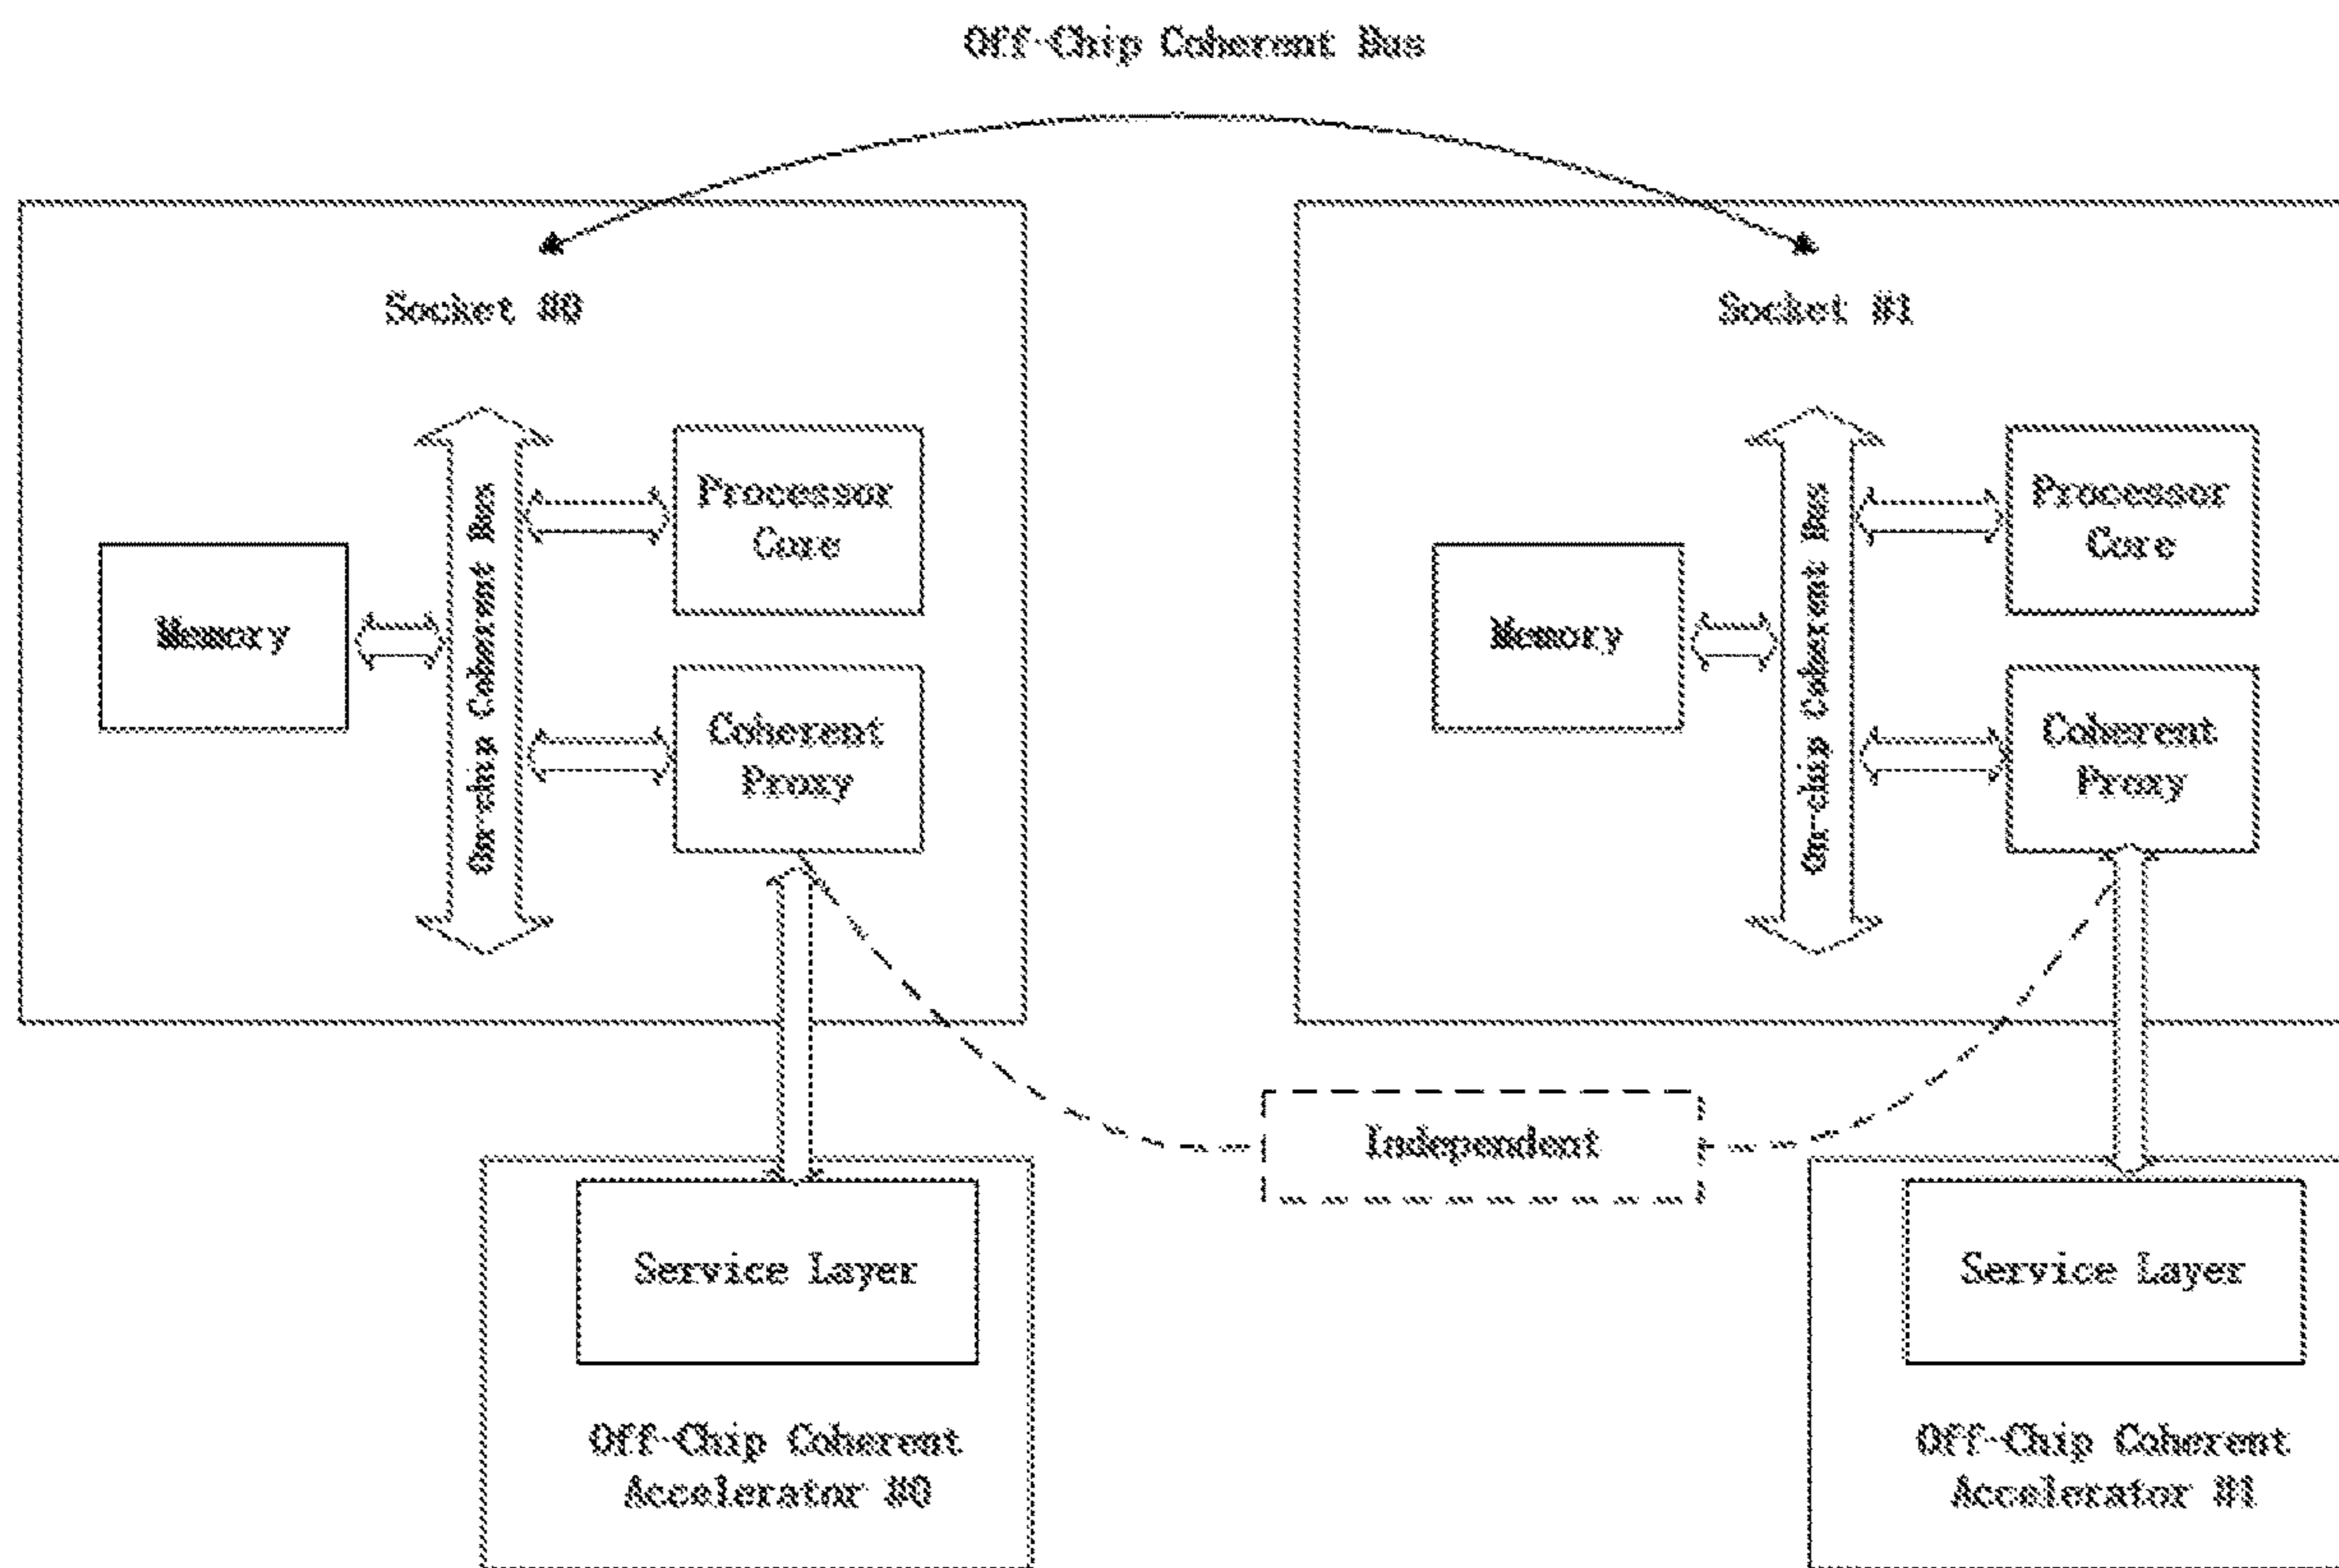 Off-Chip Coherent Bus
Socket #0
On-chip Coherent Bus
Processor
Core
Memory
Coherent
Proxy
Socket #1
On-chip Coherent Bus
Processor
Core
Memory
Coherent
Proxy
Independent
Service Layer
Off-Chip Coherent
Accelerator #0
Service Layer
Off-Chip Coherent
Accelerator #1